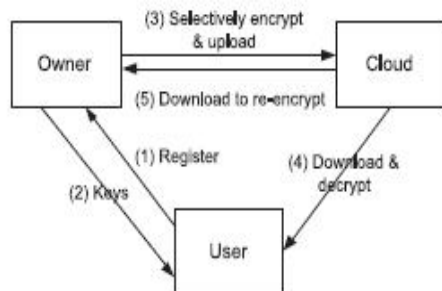 (3) Selectively encrypt
& upload
Owner
Cloud
(5) Download to re-encrypt
(1) Register
(4) Download &
decrypt
(2) Keys
User